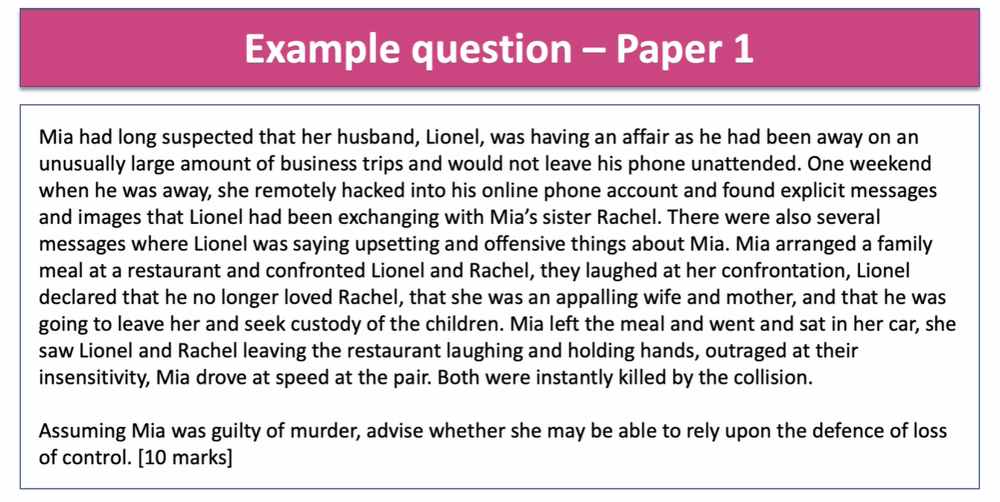 Example question – Paper 1
Mia had long suspected that her husband, Lionel, was having an affair as he had been away on an
unusually large amount of business trips and would not leave his phone unattended. One weekend
when he was away, she remotely hacked into his online phone account and found explicit messages
and images that Lionel had been exchanging with Mia’s sister Rachel. There were also several
messages where Lionel was saying upsetting and offensive things about Mia. Mia arranged a family
meal at a restaurant and confronted Lionel and Rachel, they laughed at her confrontation, Lionel
declared that he no longer loved Rachel, that she was an appalling wife and mother, and that he was
going to leave her and seek custody of the children. Mia left the meal and went and sat in her car, she
saw Lionel and Rachel leaving the restaurant laughing and holding hands, outraged at their
insensitivity, Mia drove at speed at the pair. Both were instantly killed by the collision.
Assuming Mia was guilty of murder, advise whether she may be able to rely upon the defence of loss
of control. [10 marks]